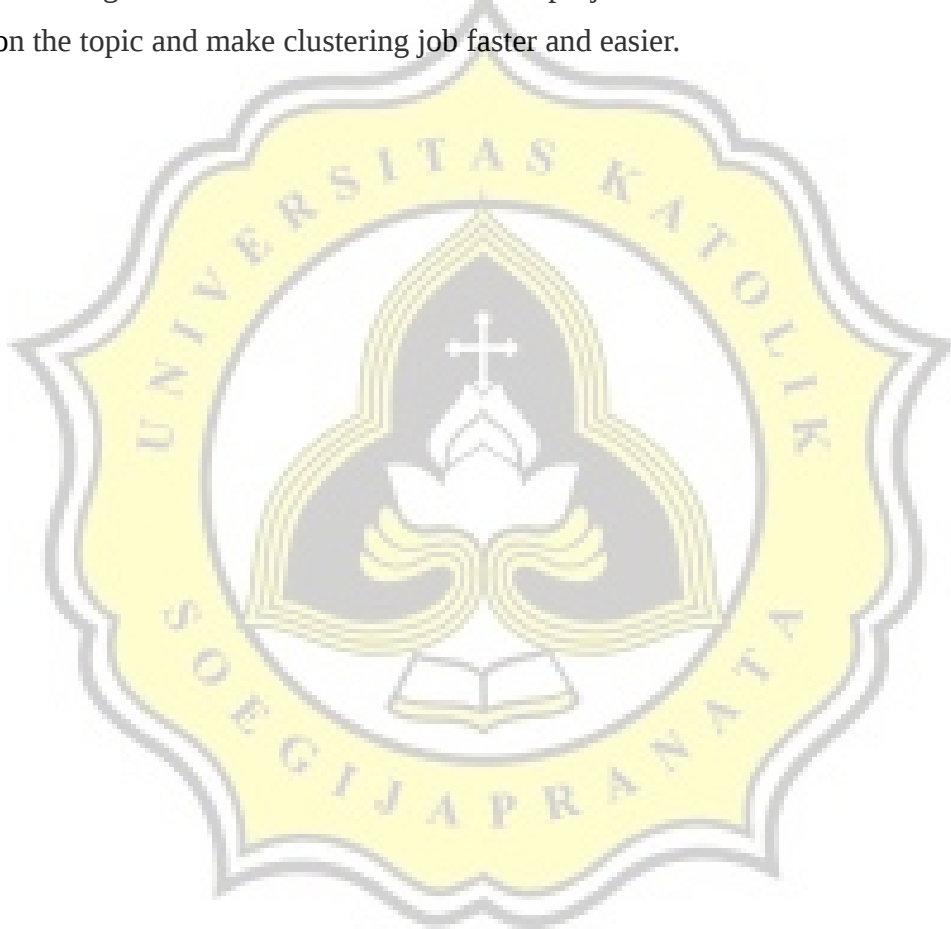 on the topic and make clustering job faster and easier.
UNIVERSITAS KATOLIK
SOEGIJAPRANATA